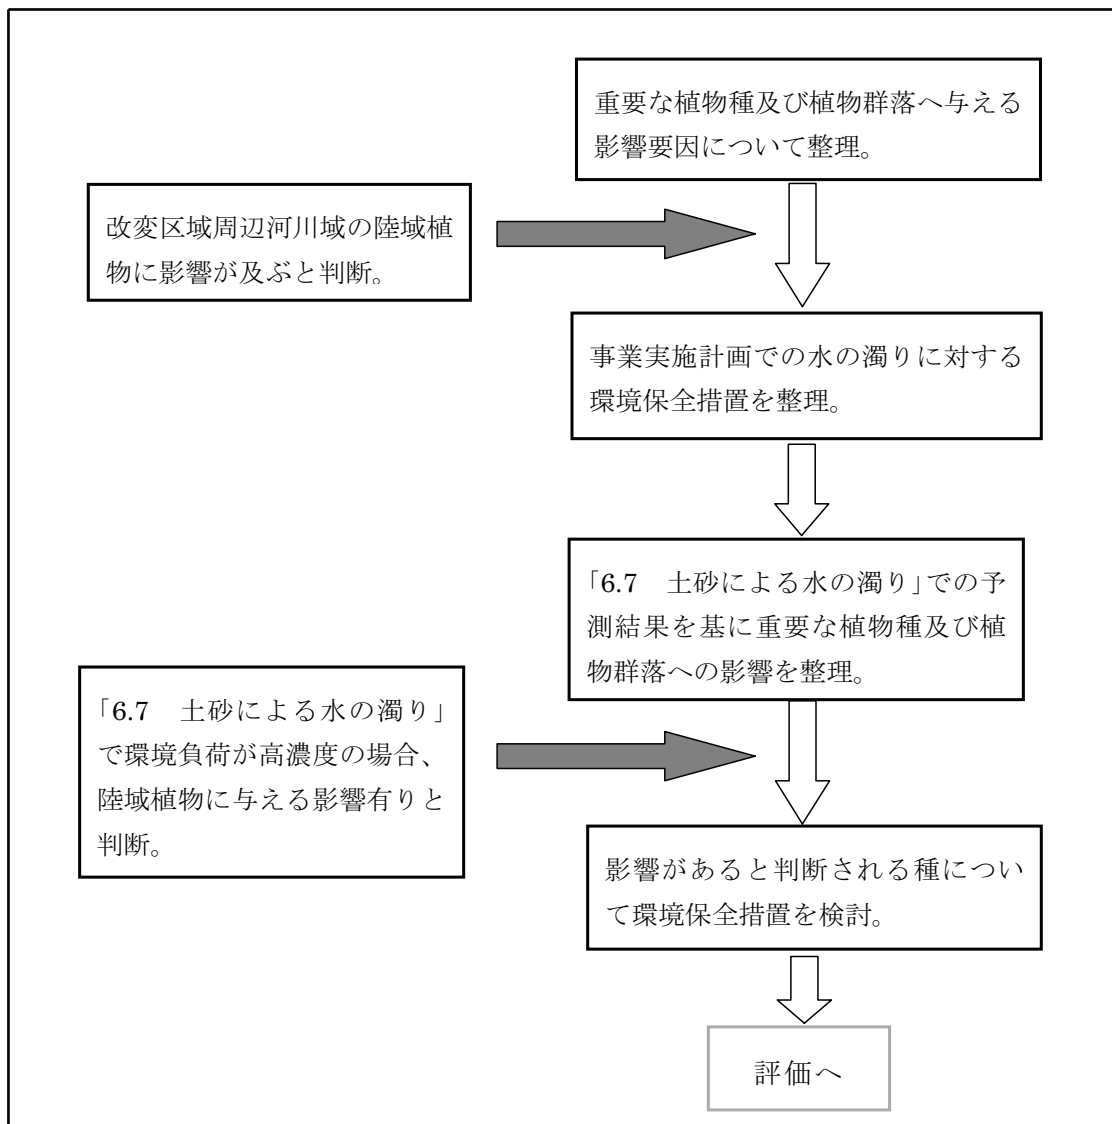 重要な植物種及び植物群落へ与える
影響要因について整理。
改変区域周辺河川域の陸域植
物に影響が及ぶと判断。
事業実施計画での水の濁りに対する
環境保全措置を整理。
「6.7　土砂による水の濁り」での予
測結果を基に重要な植物種及び植
物群落への影響を整理。
「6.7　土砂による水の濁り」
で環境負荷が高濃度の場合、
陸域植物に与える影響有りと
判断。
影響があると判断される種につい
て環境保全措置を検討。
評価へ